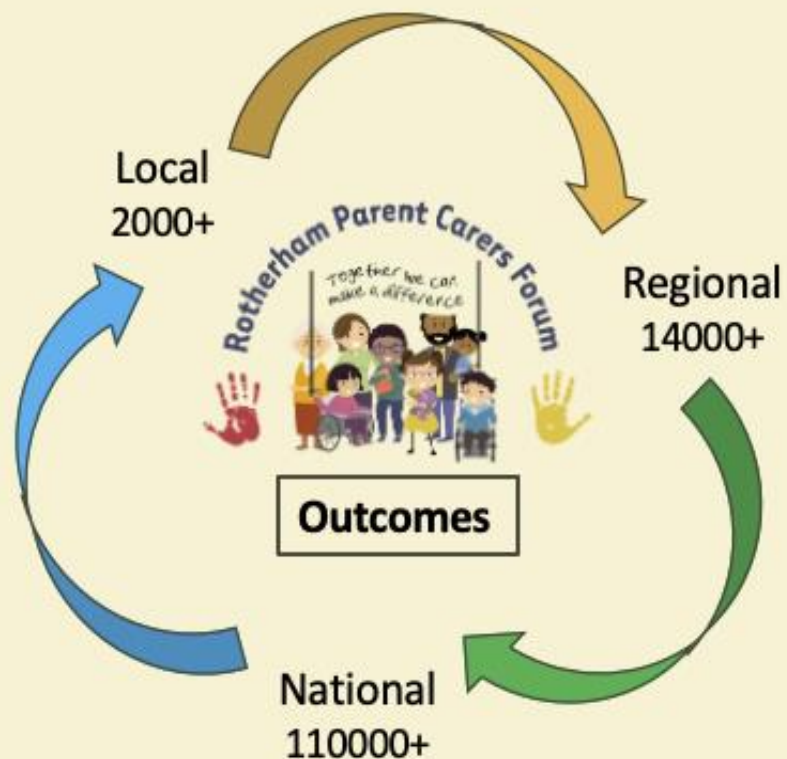 Local
2000+
Rotherham Parent Carers Forum
Together we can
make a difference
Regional
14000+
Outcomes
National
110000+